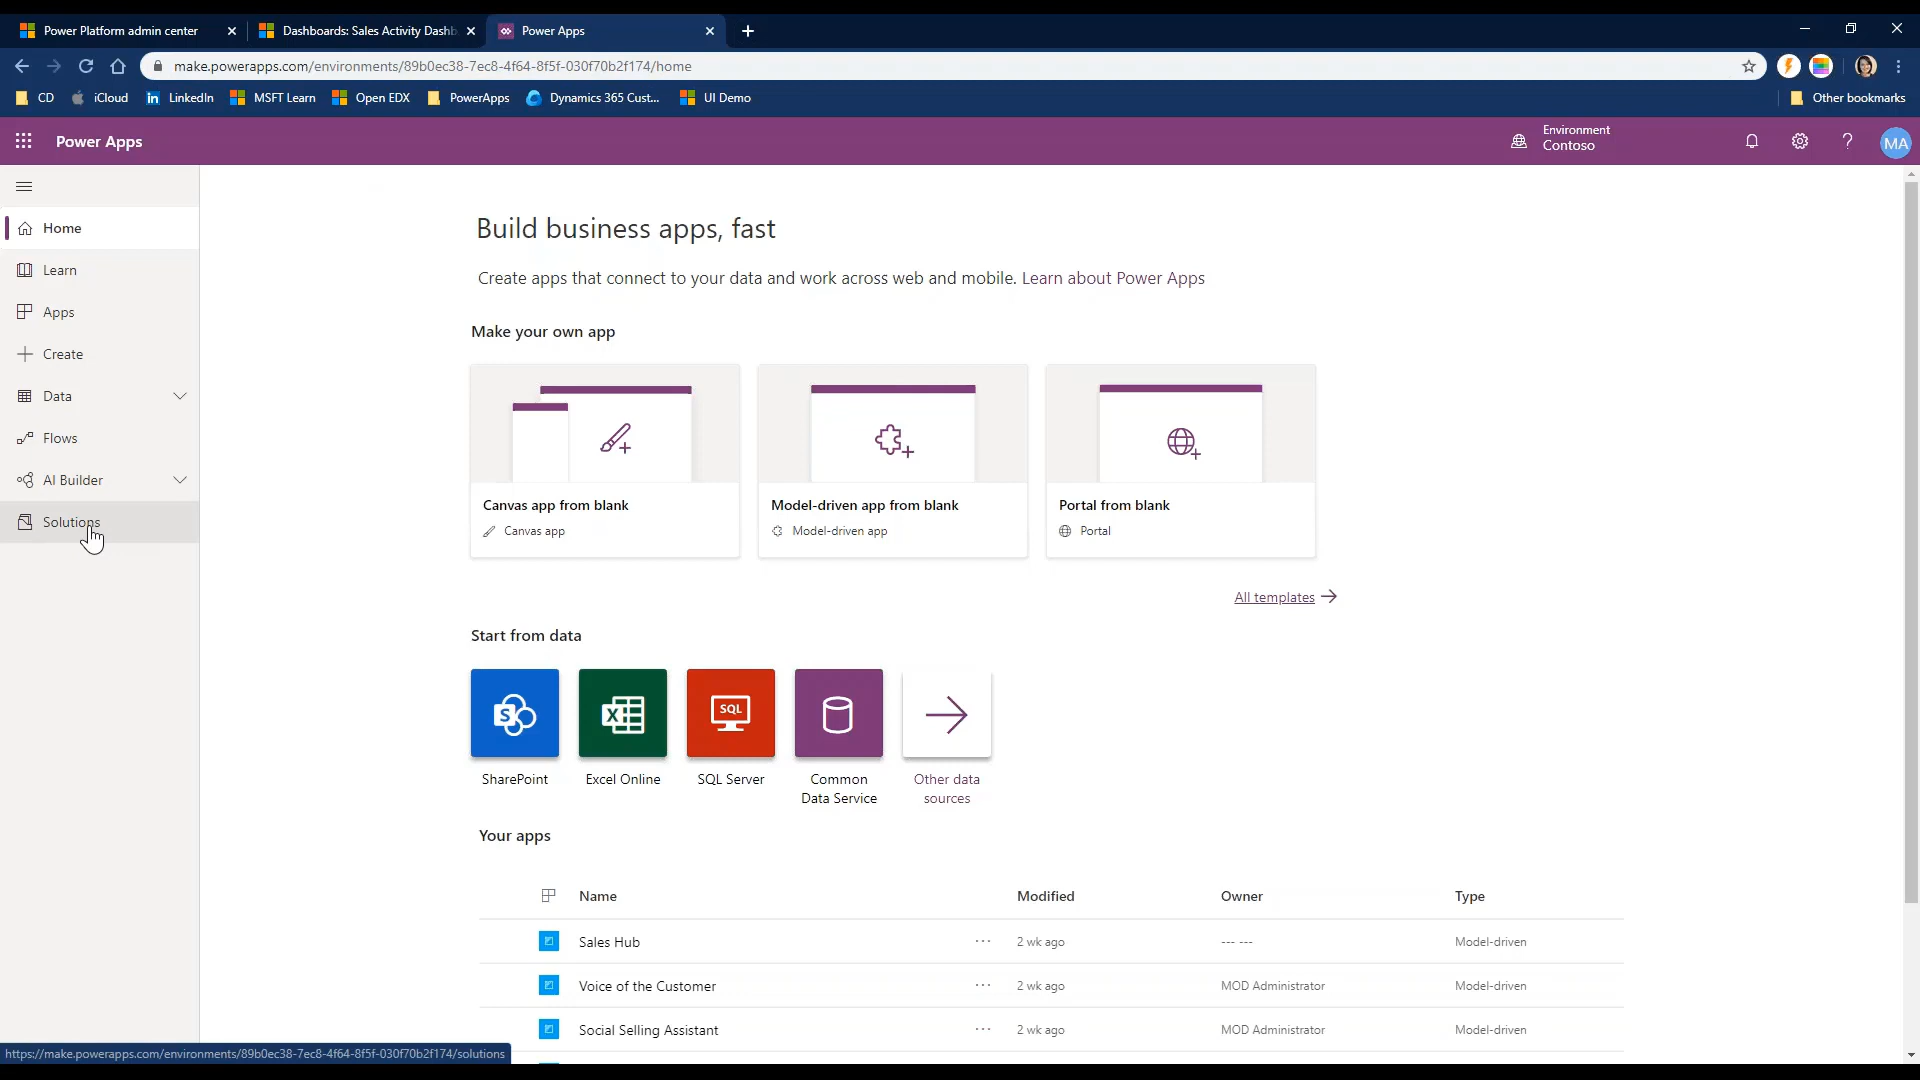 Power Platform admin center
Dashboards: Sales Activity Dashb
Power Apps
make.powerapps.com/environments/89b0ec38-7ec8-4f64-8f5f-030f70b2f174/home
CD
iCloud
LinkedIn
MSFT Learn
Open EDX
PowerApps
Dynamics 365 Cust...
UI Demo
Other bookmarks
Power Apps
Environment
Contoso
?
MA
Home
Learn
Apps
Create
Data
Flows
AI Builder
Solutions
Build business apps, fast
Create apps that connect to your data and work across web and mobile. Learn about Power Apps
Make your own app
Canvas app from blank
Canvas app
Model-driven app from blank
Model-driven app
Portal from blank
Portal
All templates
Start from data
S
X
SQL
SharePoint
Excel Online
SQL Server
Common
Data Service
Other data
sources
Your apps
Name Modified Owner Type
Sales Hub ... 2 wk ago --- --- Model-driven
Voice of the Customer ... 2 wk ago MOD Administrator Model-driven
Social Selling Assistant ... 2 wk ago MOD Administrator Model-driven
https://make.powerapps.com/environments/89b0ec38-7ec8-4f64-8f5f-030f70b2f174/solutions